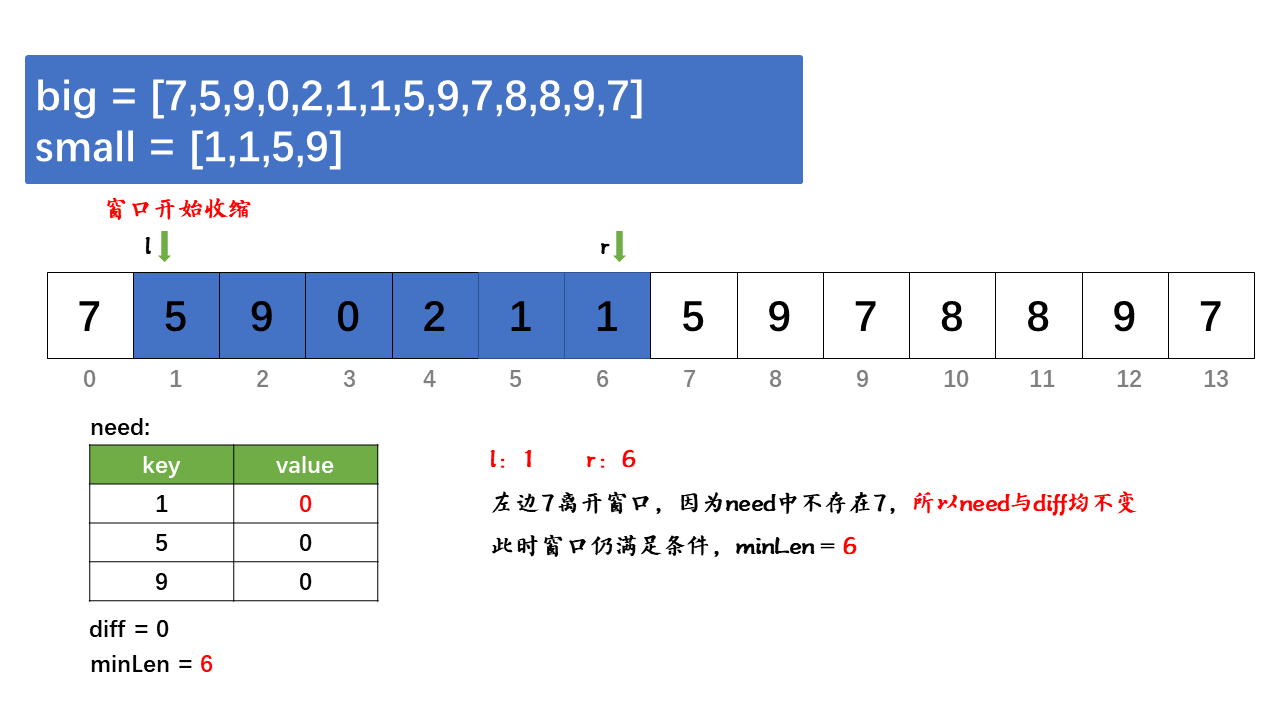 big = [7,5,9,0,2,1,1,5,9,7,8,8,9,7]
small = [1,1,5,9]
窗口开始收缩
l r
7 5 9 0 2 1 1 5 9 7 8 8 9 7
0 1 2 3 4 5 6 7 8 9 10 11 12 13
need:
key value
1 0
5 0
9 0
diff = 0
minLen = 6
l: 1 r: 6
左边7离开窗口，因为need中不存在7，所以need与diff均不变
此时窗口仍满足条件，minLen = 6